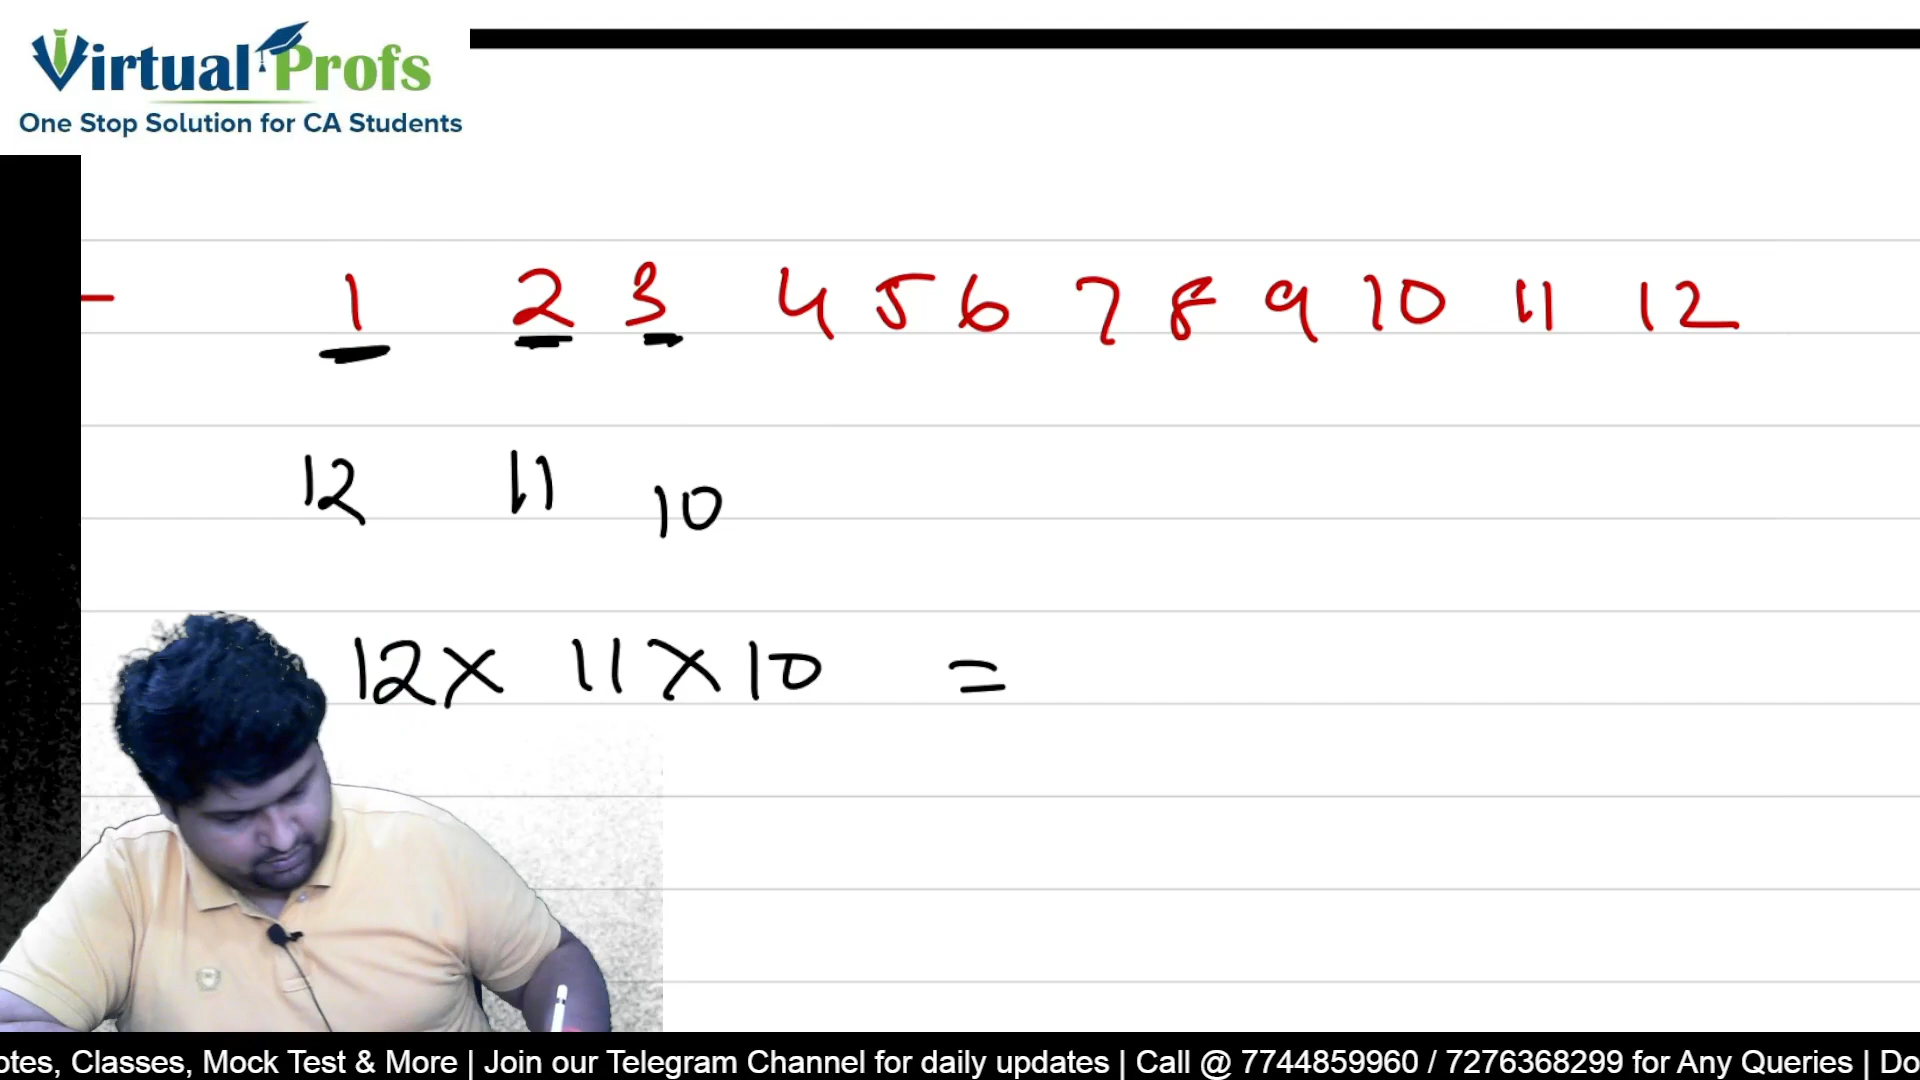 Virtual Profs
One Stop Solution for CA Students
1 2 3 4 5 6 7 8 9 10 11 12
12 11 10
12 x 11 x 10 =
otes, Classes, Mock Test & More | Join our Telegram Channel for daily updates | Call @ 7744859960 / 7276368299 for Any Queries | Do